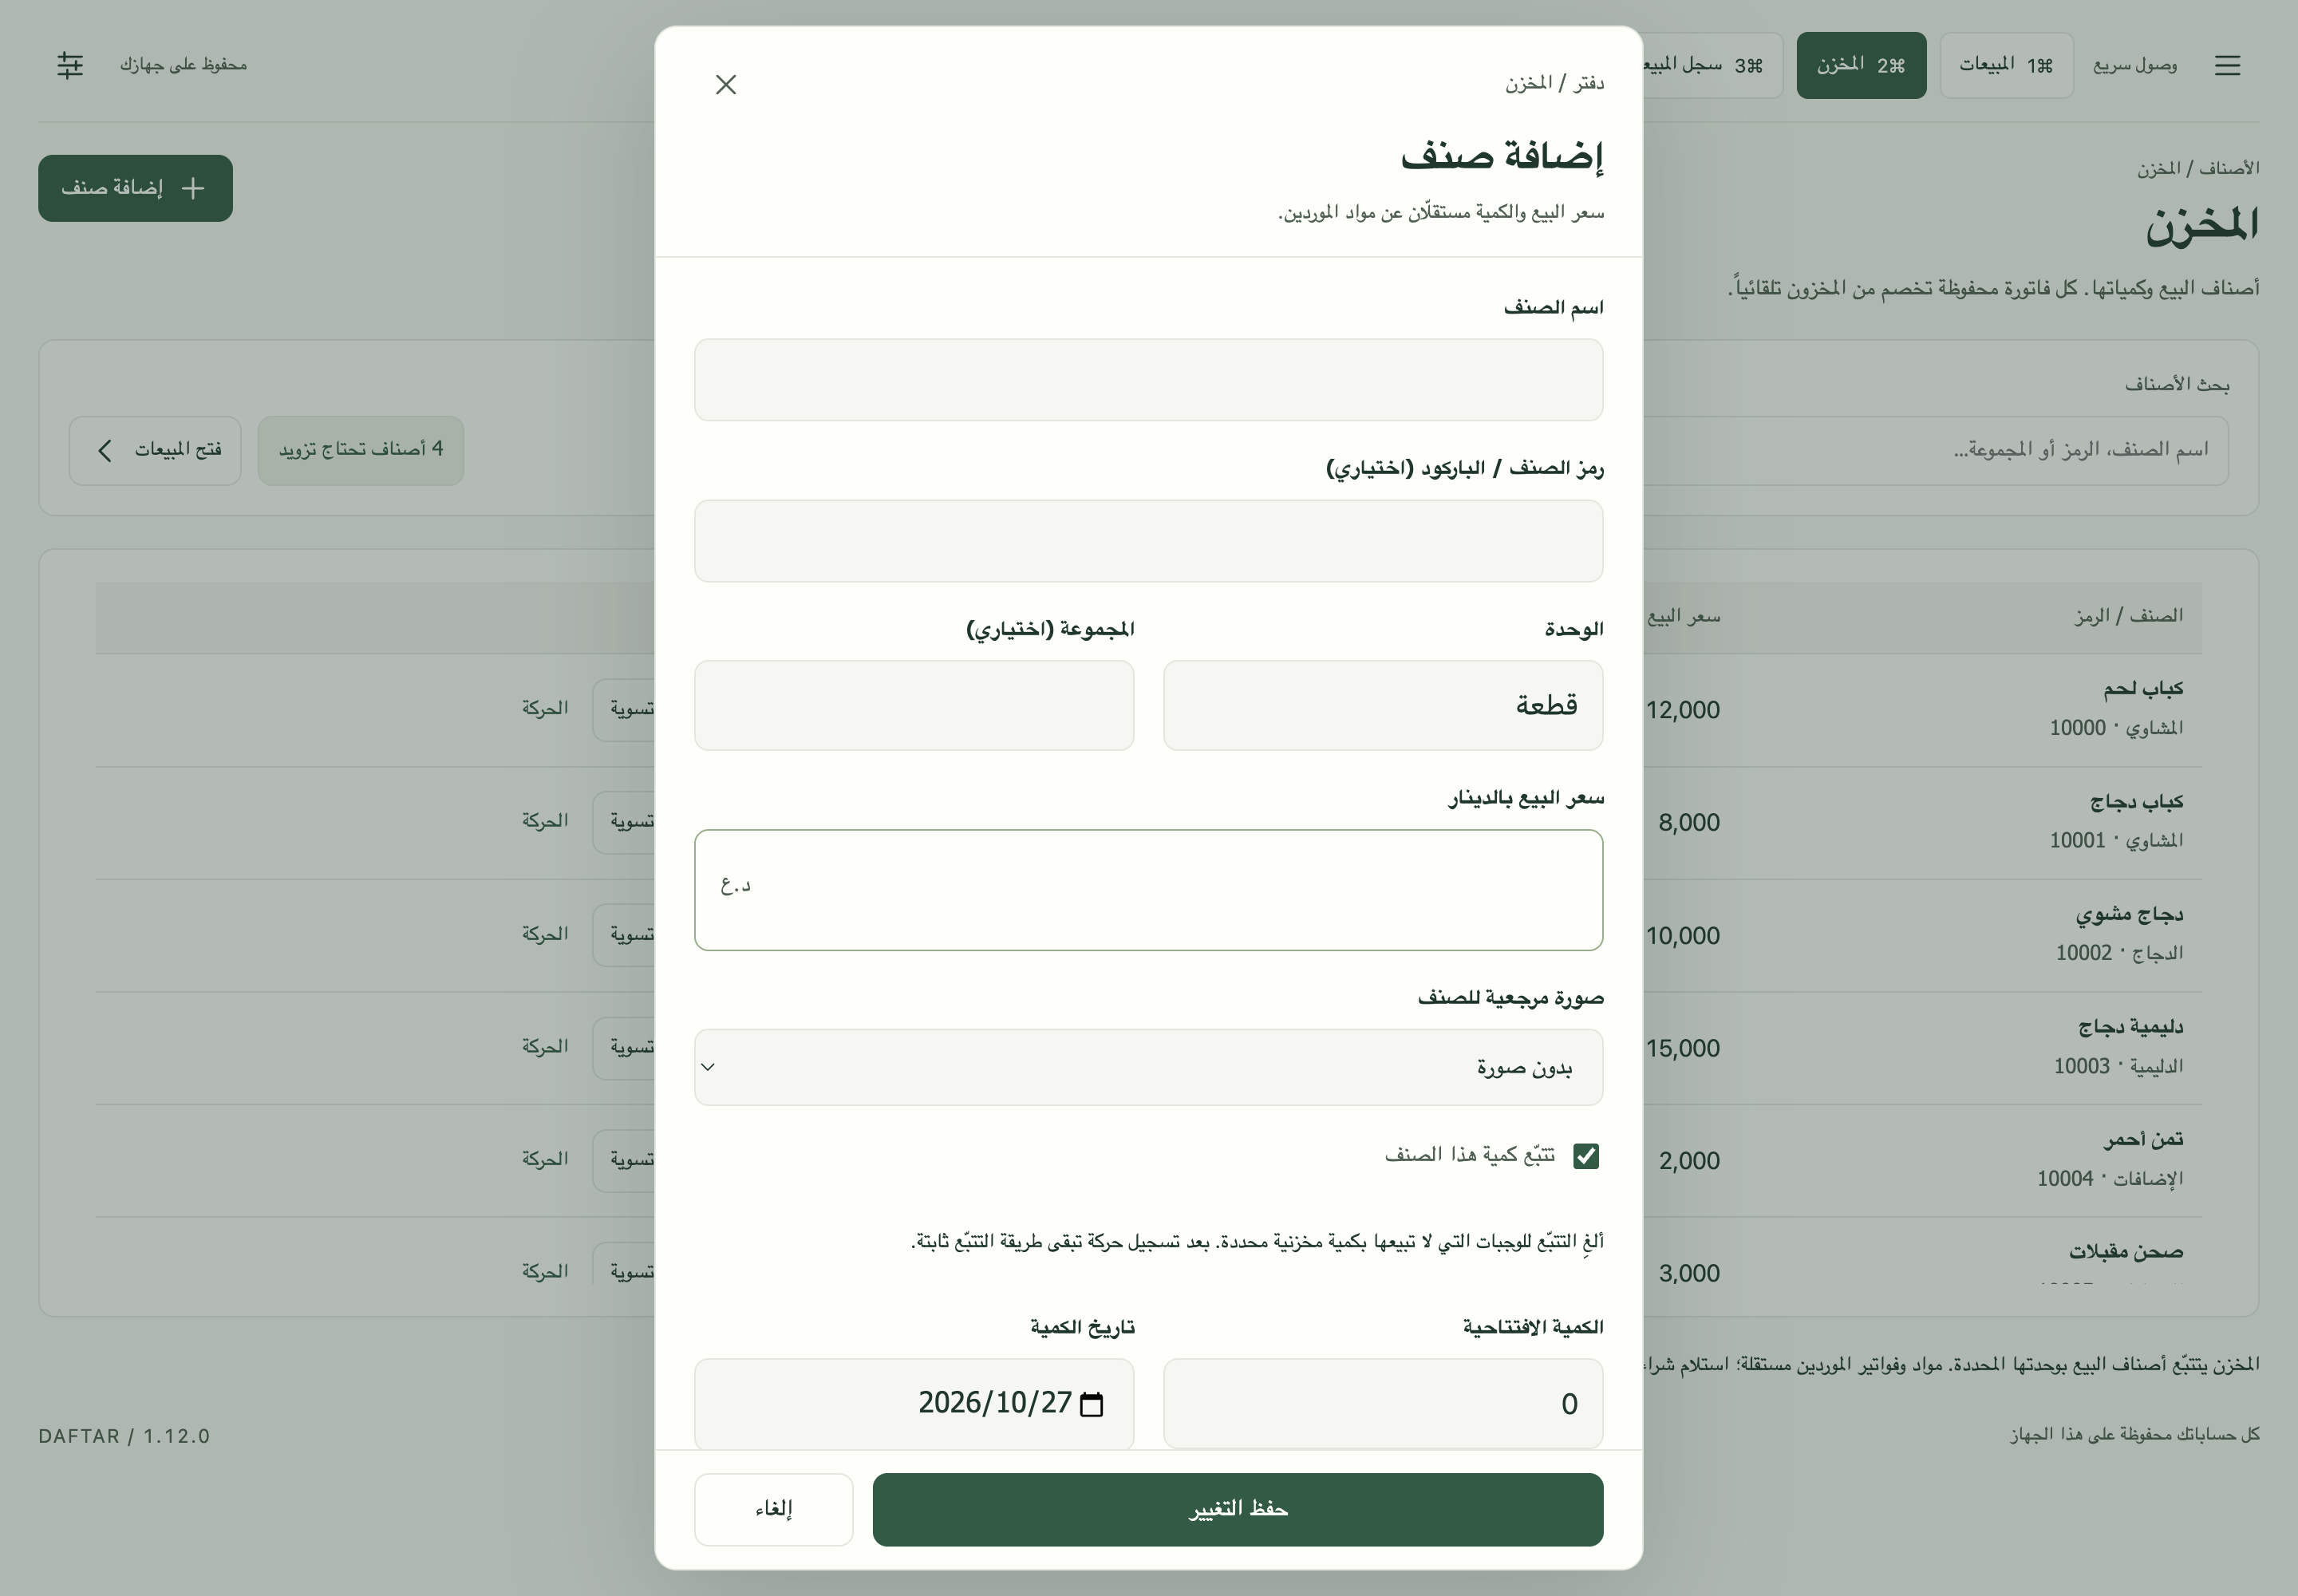 وصول سريع
⌘1 المبيعات
⌘2 المخزن
⌘3 سجل
محفوظ على جهازك
الأصناف / المخزن
المخزن
أصناف البيع وكمياتها. كل فاتورة محفوظة تخصم من المخزون تلقائياً.
إضافة صنف
بحث الأصناف
اسم الصنف، الرمز أو المجموعة...
4 أصناف تحتاج تزويد
فتح المبيعات
الصنف / الرمز
سعر البيع
كباب لحم
المشاوي · 10000
12,000
تسوية
الحركة
كباب دجاج
المشاوي · 10001
8,000
تسوية
الحركة
دجاج مشوي
الدجاج · 10002
10,000
تسوية
الحركة
دليمية دجاج
الدليمية · 10003
15,000
تسوية
الحركة
تمن أحمر
الإضافات · 10004
2,000
تسوية
الحركة
صحن مقبلات
3,000
تسوية
الحركة
المخزن يتتبّع أصناف البيع بوحدتها المحددة. مواد وفواتير الموردين مستقلة؛ استلام
كل حساباتك محفوظة على هذا الجهاز
DAFTAR / 1.12.0
دفتر / المخزن
إضافة صنف
سعر البيع والكمية مستقلّان عن مواد الموردين.
اسم الصنف
رمز الصنف / الباركود (اختياري)
الوحدة
قطعة
المجموعة (اختياري)
سعر البيع بالدينار
د.ع
صورة مرجعية للصنف
بدون صورة
تتبّع كمية هذا الصنف
ألغِ التتبّع للوجبات التي لا تبيعها بكمية مخزنية محددة. بعد تسجيل حركة تبقى طريقة التتبّع ثابتة.
الكمية الافتتاحية
0
تاريخ الكمية
2026/10/27
حفظ التغيير
إلغاء